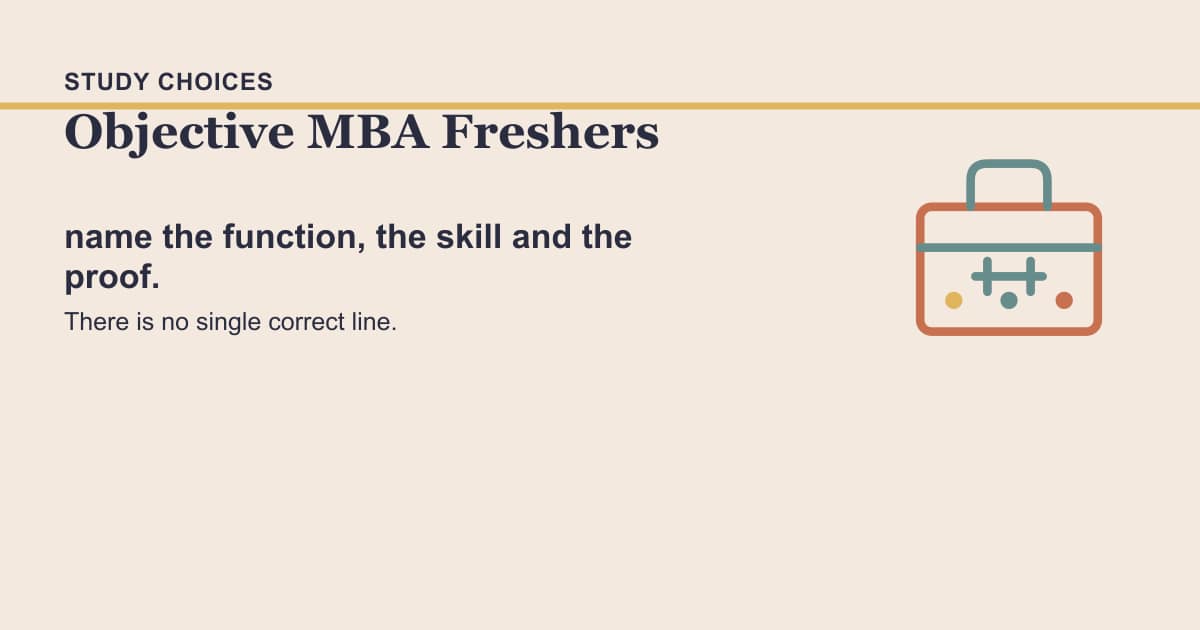 STUDY CHOICES
Objective MBA Freshers
name the function, the skill and the
proof.
There is no single correct line.